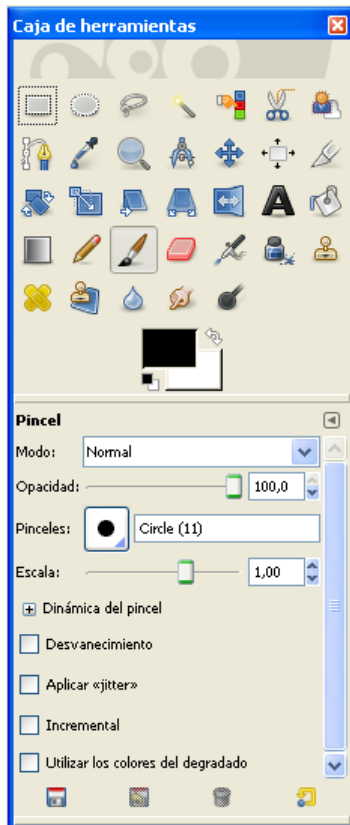 Caja de herramientas
Pincel
Modo: Normal
Opacidad: 100,0
Pinceles: Circle (11)
Escala: 1,00
Dinámica del pincel
Desvanecimiento
Aplicar «jitter»
Incremental
Utilizar los colores del degradado